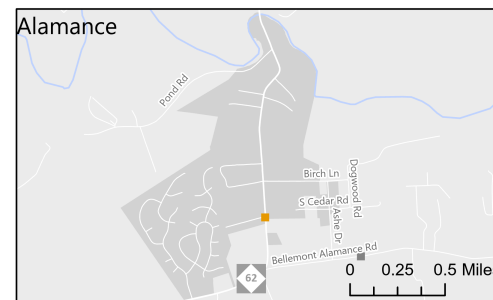 Alamance
Pond Rd
Birch Ln
Dogwood Rd
S Cedar Rd
Ashe Dr
Bellemont Alamance Rd
62
0 0.25 0.5 Mile